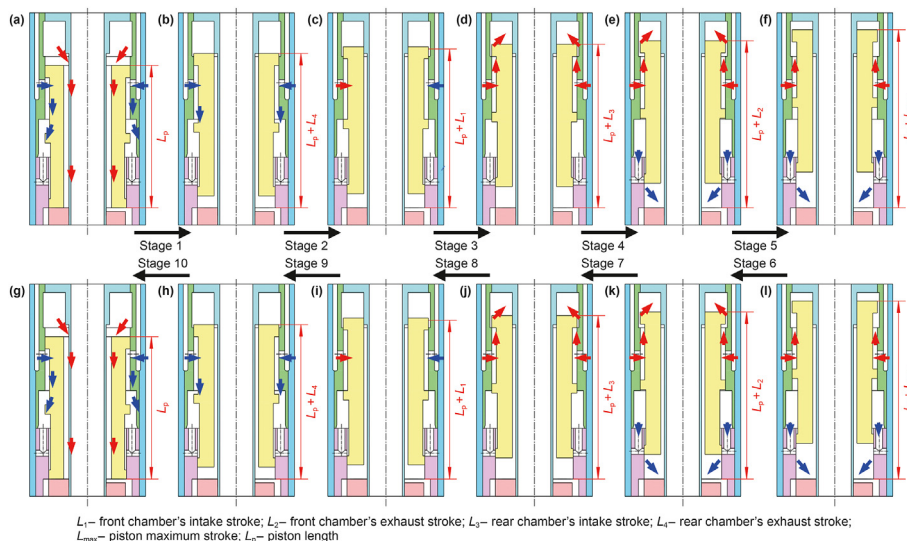 (a) (b) (c) (d) (e) (f)
Lp
Lp + L4
Lp + L1
Lp + L3
Lp + L2
Stage 1 Stage 2 Stage 3 Stage 4 Stage 5
Stage 10 Stage 9 Stage 8 Stage 7 Stage 6
(g) (h) (i) (j) (k) (l)
Lp
Lp + L4
Lp + L1
Lp + L3
Lp + L2
L1– front chamber's intake stroke; L2– front chamber's exhaust stroke; L3– rear chamber's intake stroke; L4– rear chamber's exhaust stroke;
Lmax– piston maximum stroke; Lp– piston length